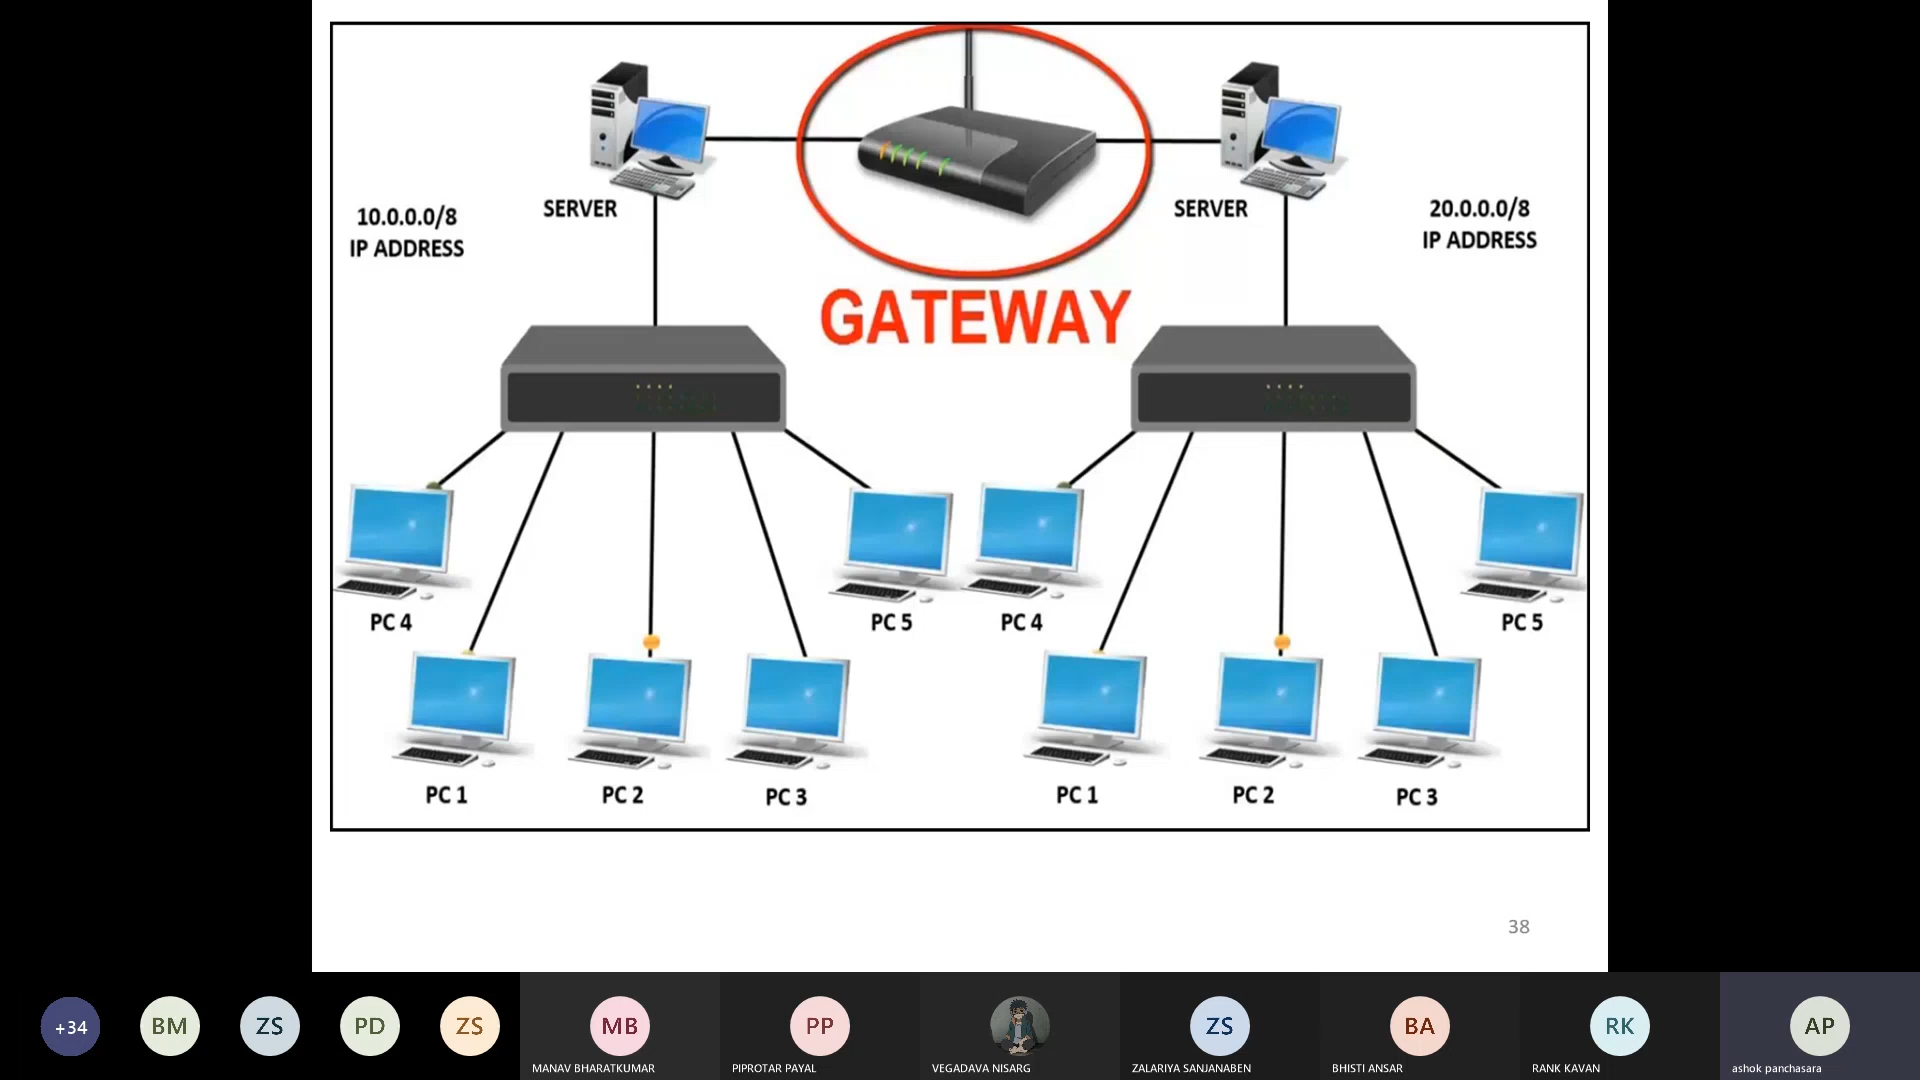 SERVER
SERVER
10.0.0.0/8
IP ADDRESS
20.0.0.0/8
IP ADDRESS
GATEWAY
PC 4
PC 5
PC 4
PC 5
PC 1
PC 2
PC 3
PC 1
PC 2
PC 3
38
+34
BM
ZS
PD
ZS
MB
MANAV BHARATKUMAR
PP
PIPROTAR PAYAL
VEGADAVA NISARG
ZS
ZALARIYA SANJANABEN
BA
BHISTI ANSAR
RK
RANK KAVAN
AP
ashok panchasara